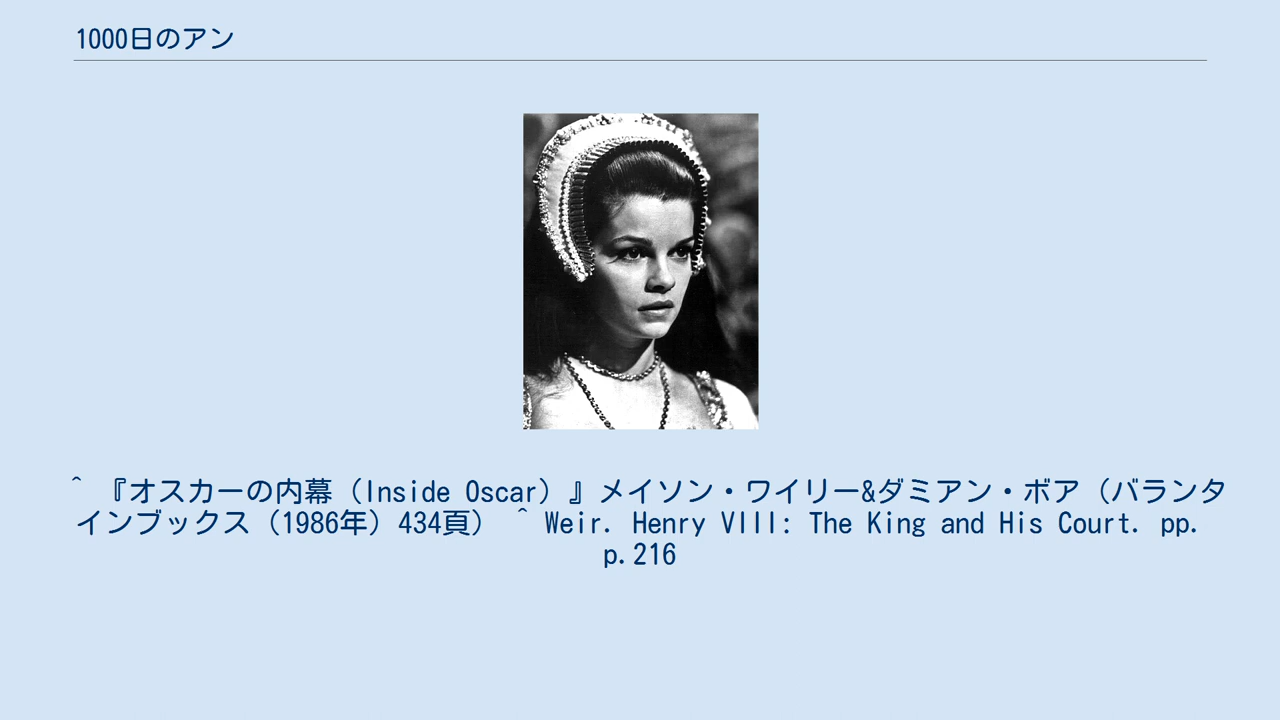 1000日のアン
^ 『オスカーの内幕（Inside Oscar）』メイソン・ワイリー&ダミアン・ボア（バランタ
インブックス（1986年）434頁） ^ Weir. Henry VIII: The King and His Court. pp.
p.216